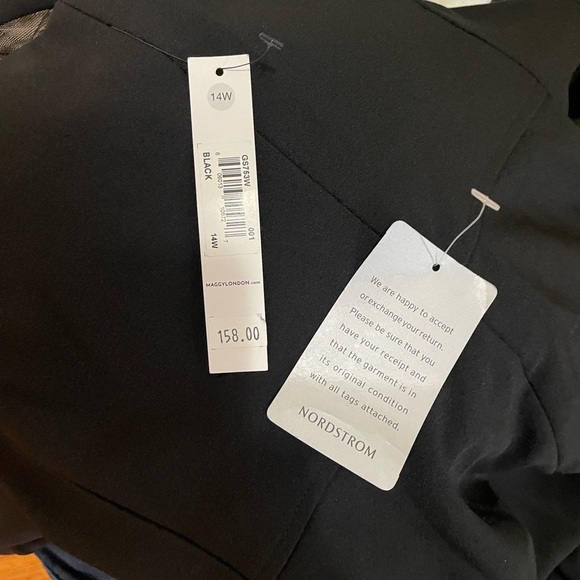 14W
GS753W
001
BLACK
14W
MAGGYLONDON.com
158.00
We are happy to accept
or exchange your return.
Please be sure that you
have your receipt and
that the garment is in
its original condition
with all tags attached.
NORDSTROM